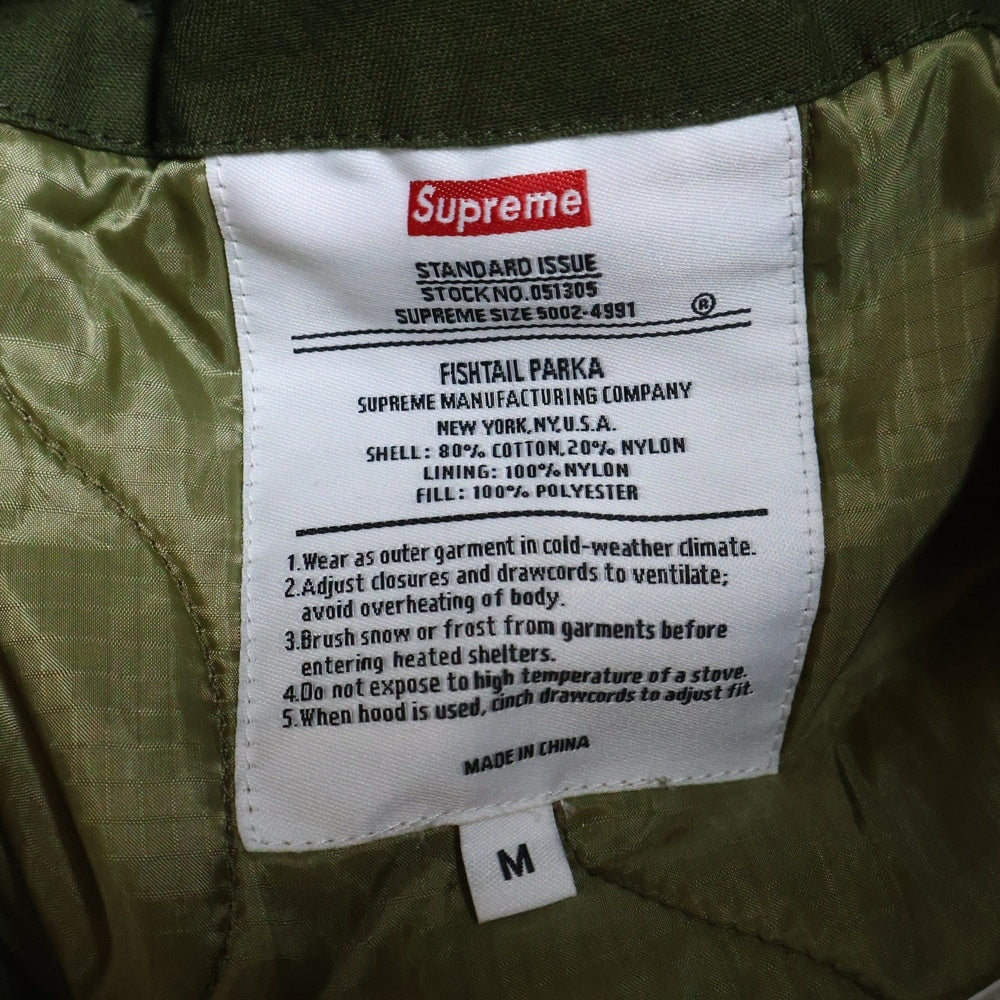 Supreme
STANDARD ISSUE
STOCK NO.051305
SUPREME SIZE 5002-4991 ®
FISHTAIL PARKA
SUPREME MANUFACTURING COMPANY
NEW YORK,NY,U.S.A.
SHELL: 80% COTTON,20% NYLON
LINING: 100% NYLON
FILL: 100% POLYESTER
1.Wear as outer garment in cold-weather climate.
2.Adjust closures and drawcords to ventilate;
avoid overheating of body.
3.Brush snow or frost from garments before
entering heated shelters.
4.Do not expose to high temperature of a stove.
5.When hood is used, cinch drawcords to adjust fit.
MADE IN CHINA
M